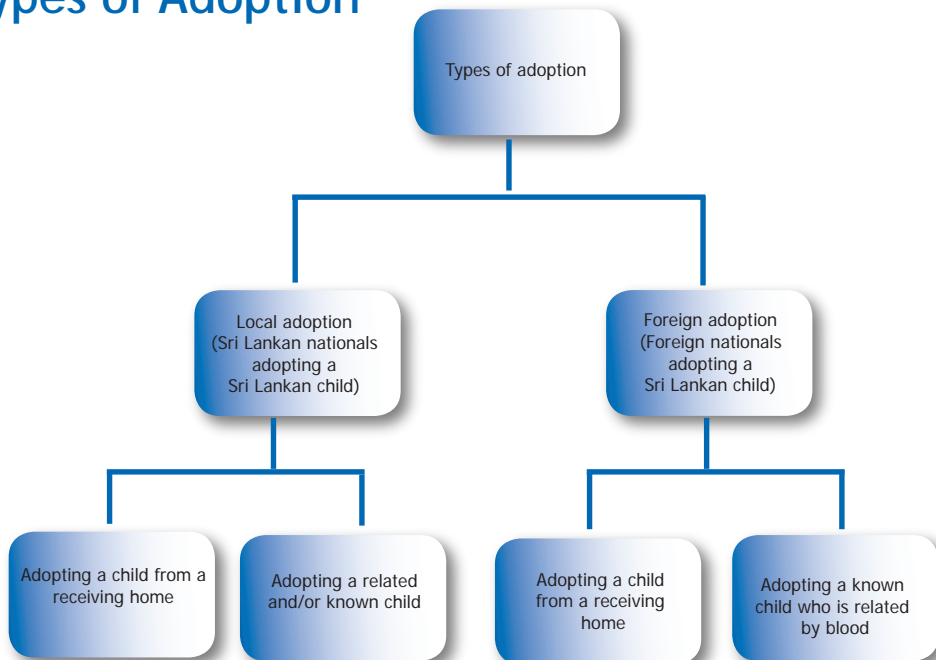 Types of Adoption
Types of adoption
Local adoption
(Sri Lankan nationals
adopting a
Sri Lankan child)
Foreign adoption
(Foreign nationals
adopting a
Sri Lankan child)
Adopting a child from a
receiving home
Adopting a related
and/or known child
Adopting a child
from a receiving
home
Adopting a known
child who is related
by blood